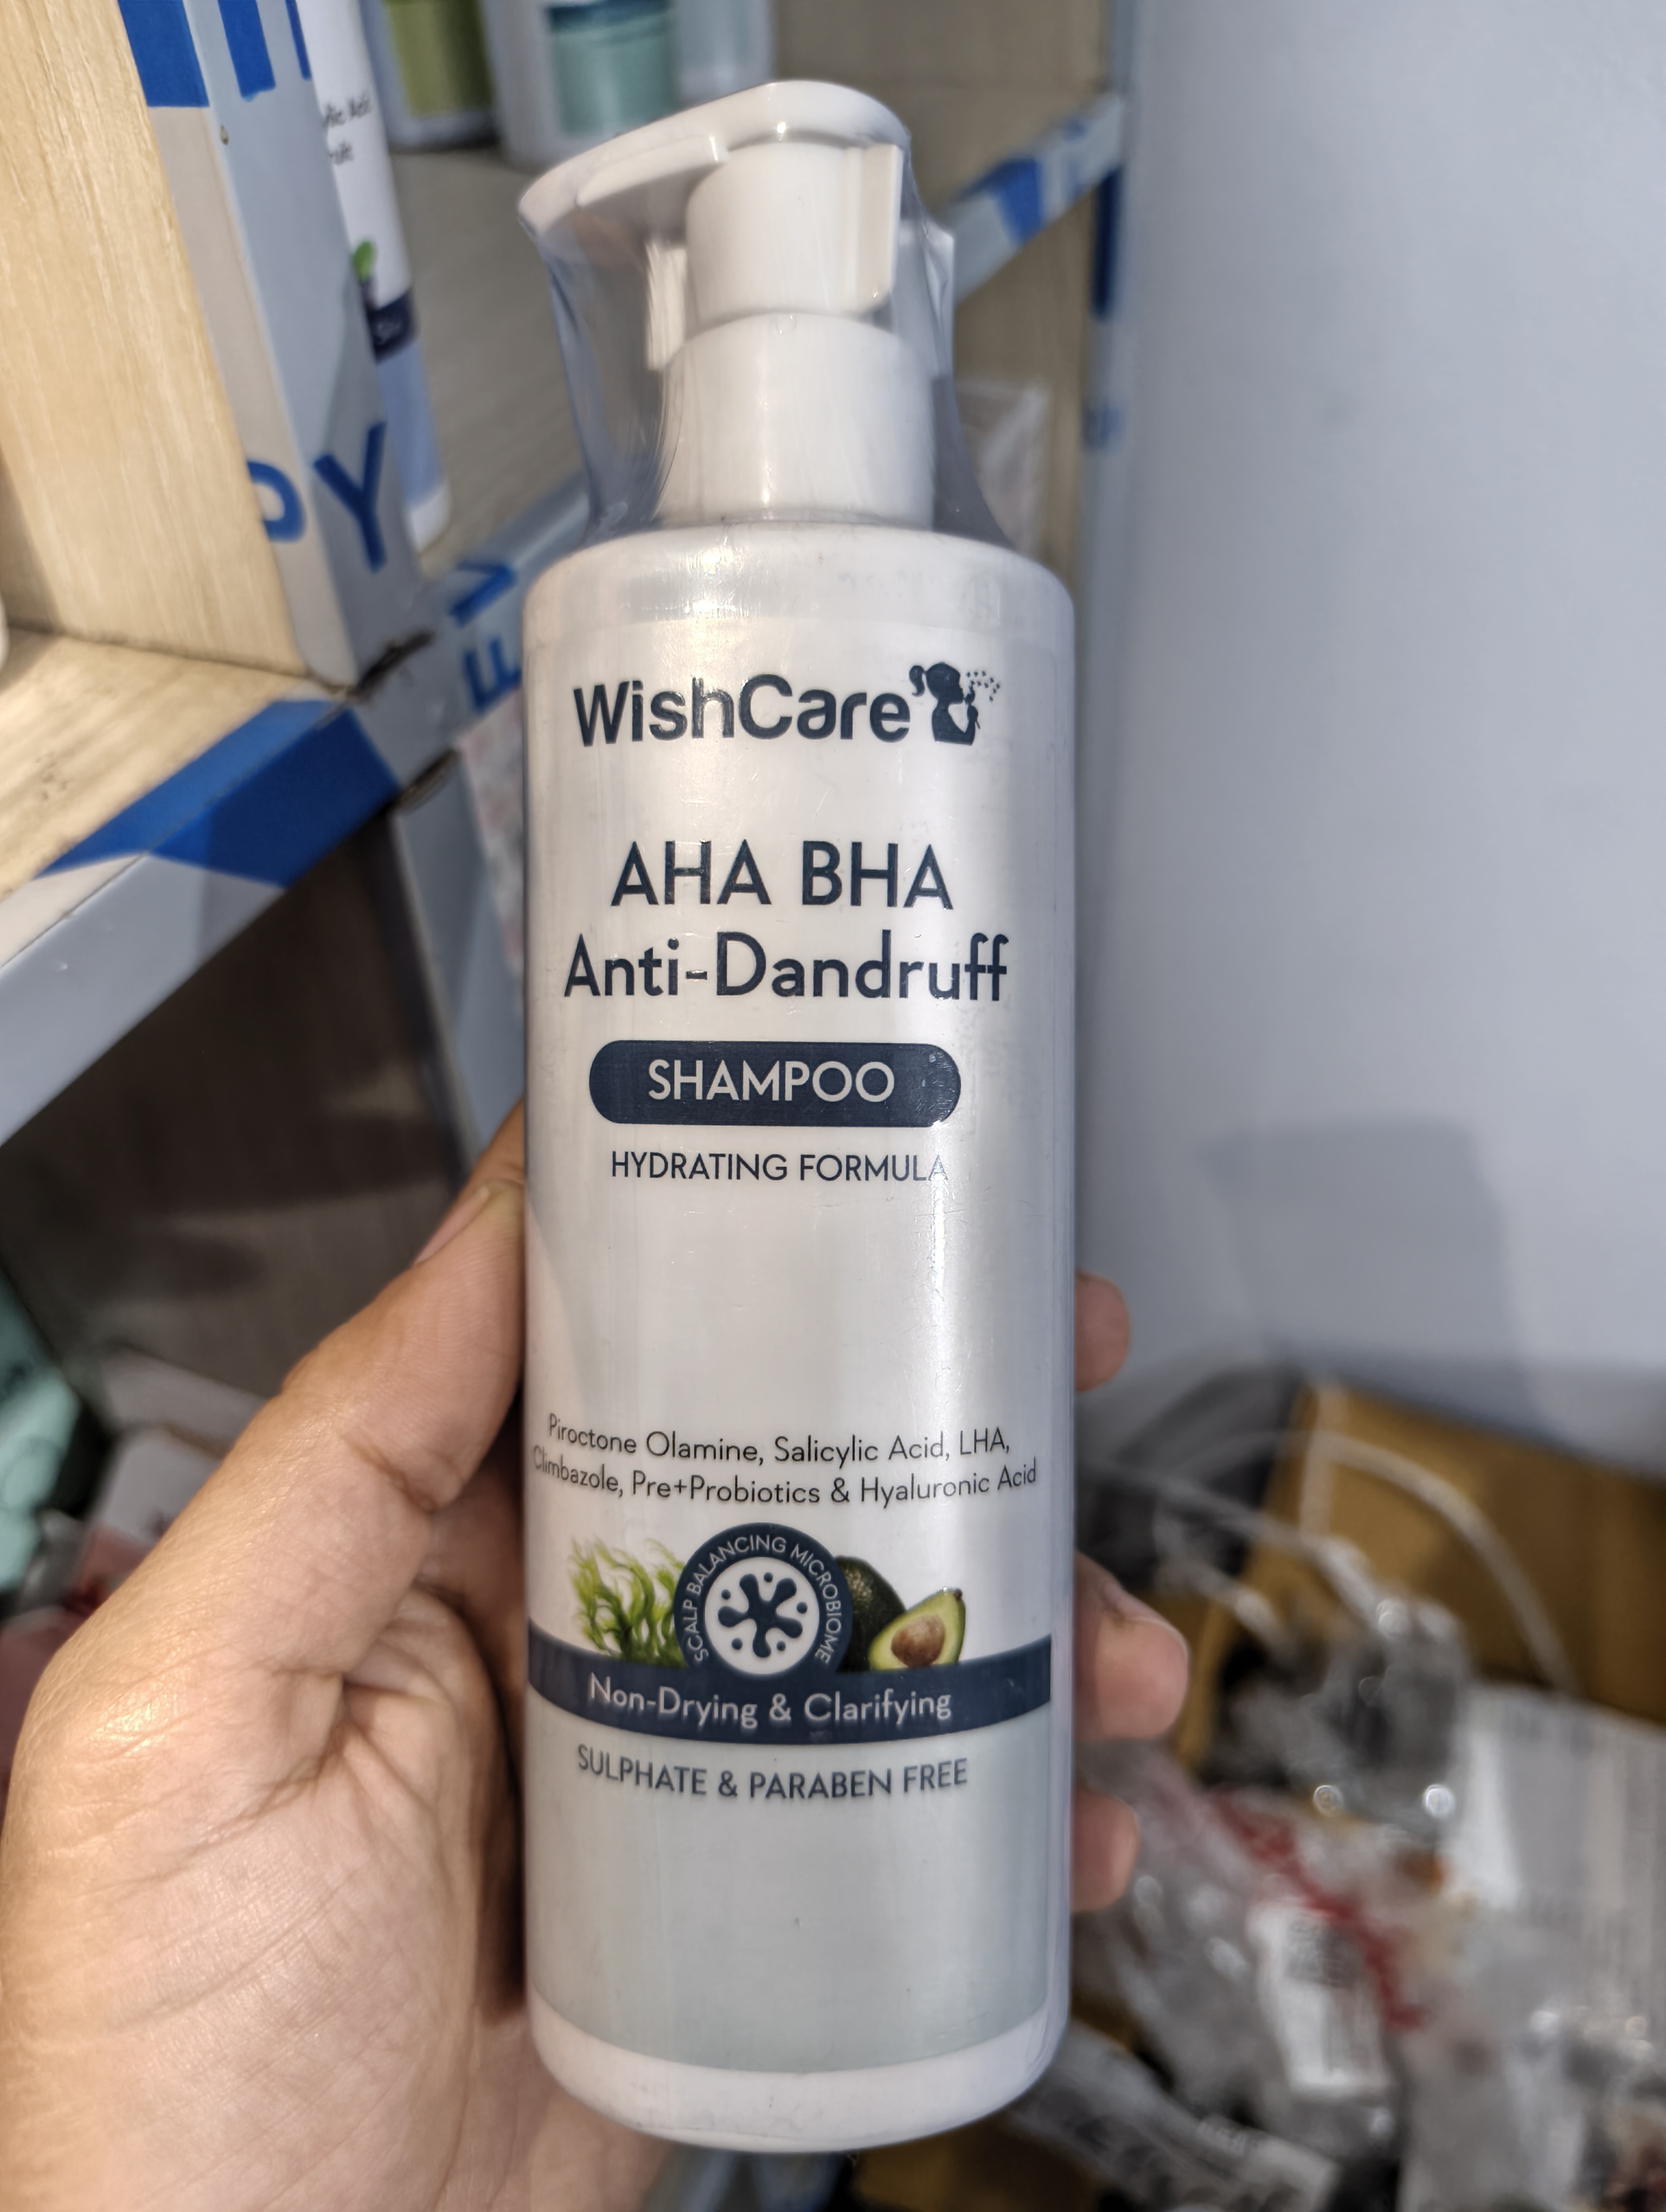 WishCare
AHA BHA
Anti-Dandruff
SHAMPOO
HYDRATING FORMULA
Piroctone Olamine, Salicylic Acid, LHA,
Climbazole, Pre+Probiotics & Hyaluronic Acid
SCALP BALANCING MICROBIOME
Non-Drying & Clarifying
SULPHATE & PARABEN FREE